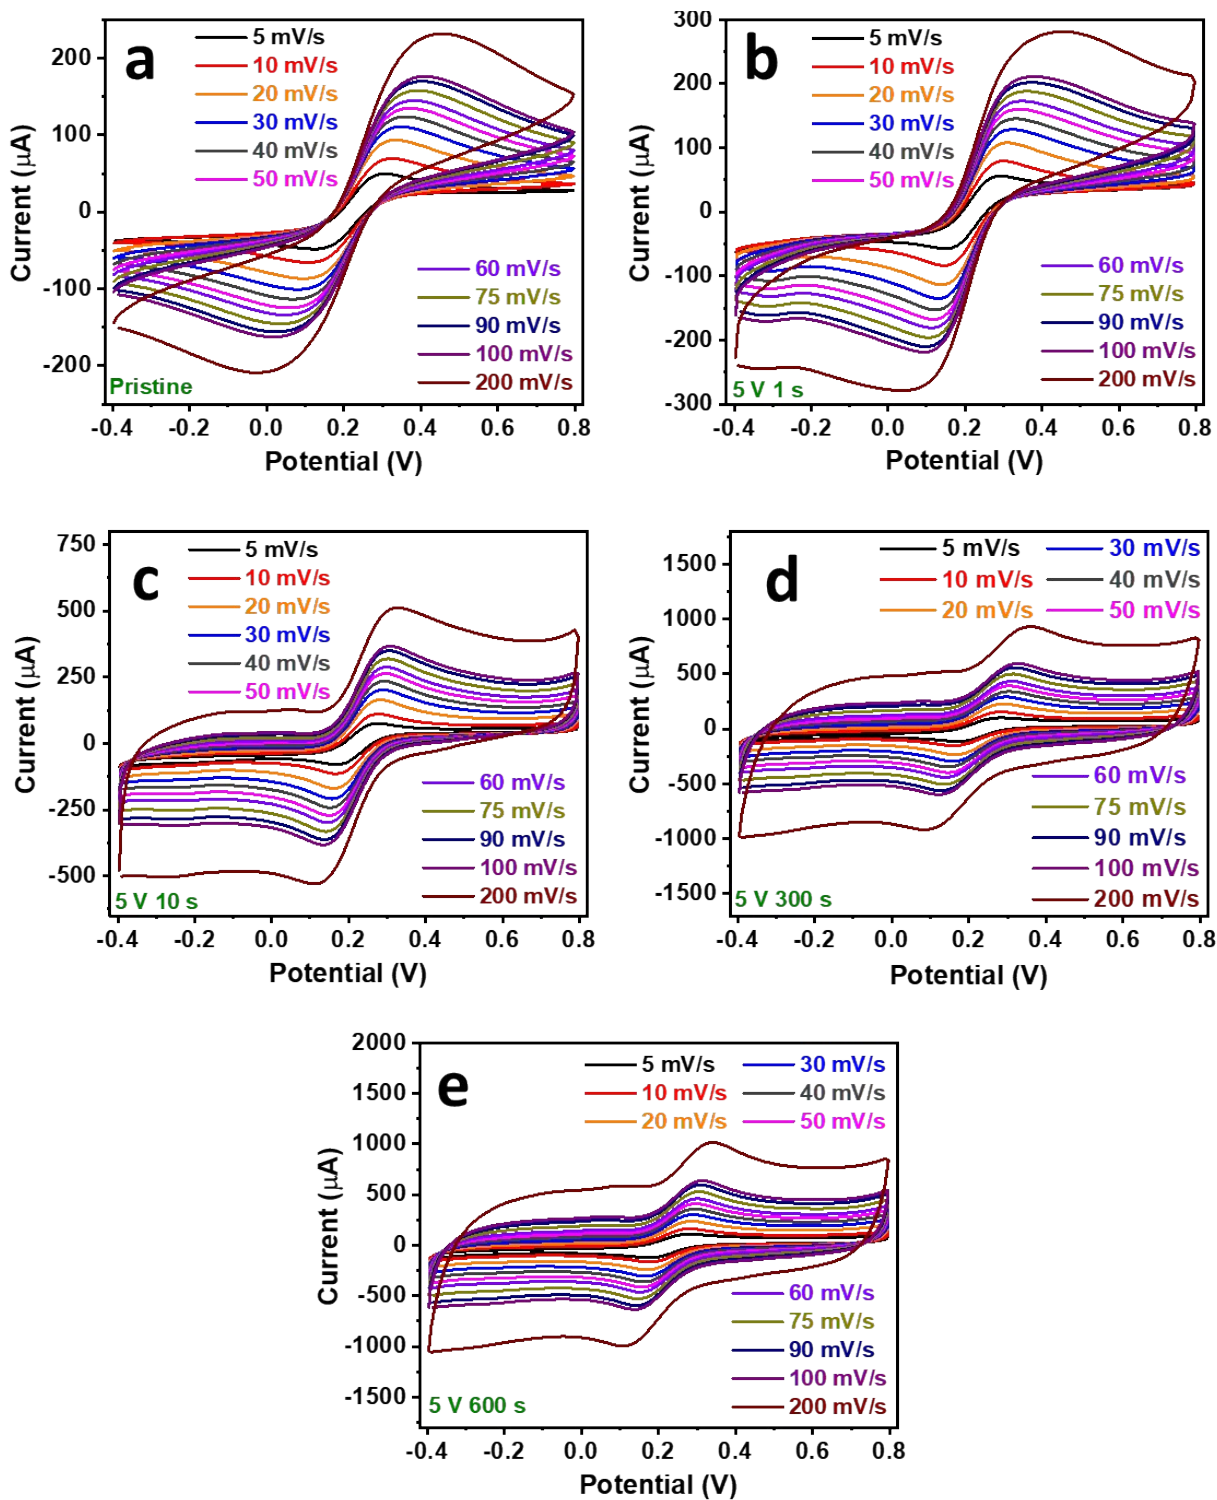 a
5 mV/s
10 mV/s
20 mV/s
30 mV/s
40 mV/s
50 mV/s
60 mV/s
75 mV/s
90 mV/s
100 mV/s
200 mV/s
Pristine
200
100
0
-100
-200
Current (μA)
-0.4 -0.2 0.0 0.2 0.4 0.6 0.8
Potential (V)
b
5 mV/s
10 mV/s
20 mV/s
30 mV/s
40 mV/s
50 mV/s
60 mV/s
75 mV/s
90 mV/s
100 mV/s
200 mV/s
5 V 1 s
300
200
100
0
-100
-200
-300
Current (μA)
-0.4 -0.2 0.0 0.2 0.4 0.6 0.8
Potential (V)
c
5 mV/s
10 mV/s
20 mV/s
30 mV/s
40 mV/s
50 mV/s
60 mV/s
75 mV/s
90 mV/s
100 mV/s
200 mV/s
5 V 10 s
750
500
250
0
-250
-500
Current (μA)
-0.4 -0.2 0.0 0.2 0.4 0.6 0.8
Potential (V)
d
5 mV/s 30 mV/s
10 mV/s 40 mV/s
20 mV/s 50 mV/s
60 mV/s
75 mV/s
90 mV/s
100 mV/s
200 mV/s
5 V 300 s
1500
1000
500
0
-500
-1000
-1500
Current (μA)
-0.4 -0.2 0.0 0.2 0.4 0.6 0.8
Potential (V)
e
5 mV/s 30 mV/s
10 mV/s 40 mV/s
20 mV/s 50 mV/s
60 mV/s
75 mV/s
90 mV/s
100 mV/s
200 mV/s
5 V 600 s
2000
1500
1000
500
0
-500
-1000
-1500
Current (μA)
-0.4 -0.2 0.0 0.2 0.4 0.6 0.8
Potential (V)